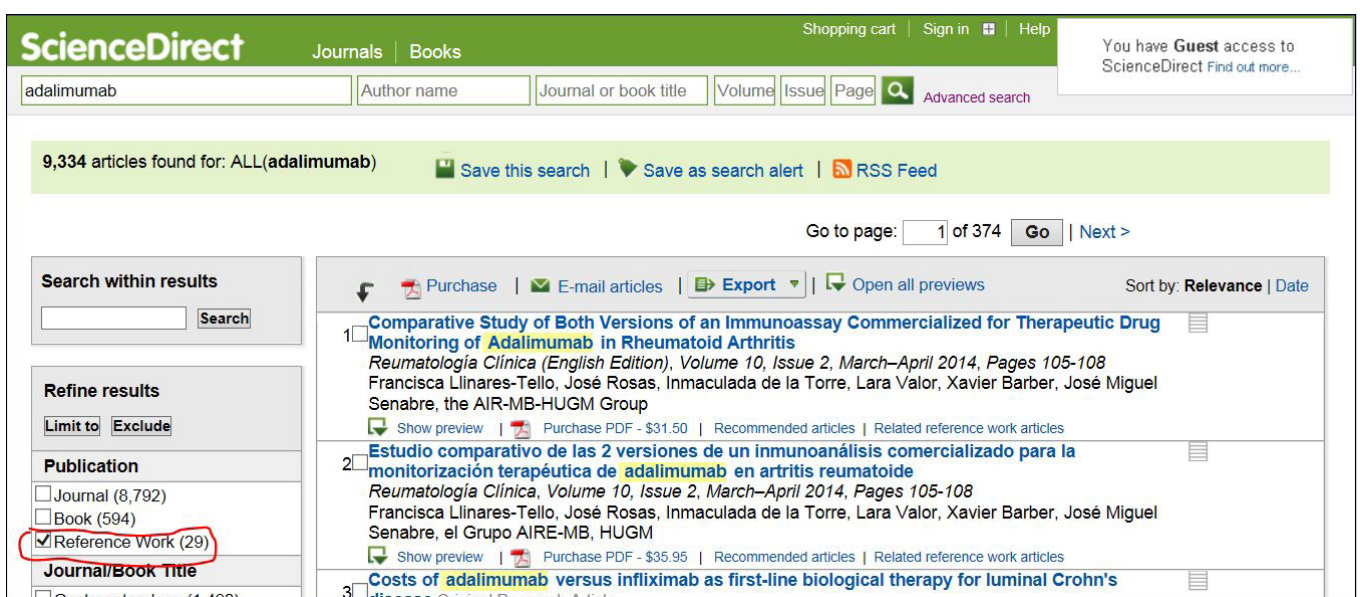 Shopping cart | Sign in | Help
You have Guest access to
ScienceDirect Find out more...
ScienceDirect Journals | Books
adalimumab Author name Journal or book title Volume Issue Page Advanced search
9,334 articles found for: ALL(adalimumab) Save this search | Save as search alert | RSS Feed
Go to page: 1 of 374 Go | Next >
Search within results
Search
Refine results
Limit to Exclude
Publication
Journal (8,792)
Book (594)
Reference Work (29)
Journal/Book Title
Purchase | E-mail articles | Export | Open all previews Sort by: Relevance | Date
1 Comparative Study of Both Versions of an Immunoassay Commercialized for Therapeutic Drug
Monitoring of Adalimumab in Rheumatoid Arthritis
Reumatología Clínica (English Edition), Volume 10, Issue 2, March–April 2014, Pages 105-108
Francisca Llinares-Tello, José Rosas, Inmaculada de la Torre, Lara Valor, Xavier Barber, José Miguel
Senabre, the AIR-MB-HUGM Group
Show preview | Purchase PDF - $31.50 | Recommended articles | Related reference work articles
2 Estudio comparativo de las 2 versiones de un inmunoanálisis comercializado para la
monitorización terapéutica de adalimumab en artritis reumatoide
Reumatología Clínica, Volume 10, Issue 2, March–April 2014, Pages 105-108
Francisca Llinares-Tello, José Rosas, Inmaculada de la Torre, Lara Valor, Xavier Barber, José Miguel
Senabre, el Grupo AIRE-MB, HUGM
Show preview | Purchase PDF - $35.95 | Recommended articles | Related reference work articles
3 Costs of adalimumab versus infliximab as first-line biological therapy for luminal Crohn's